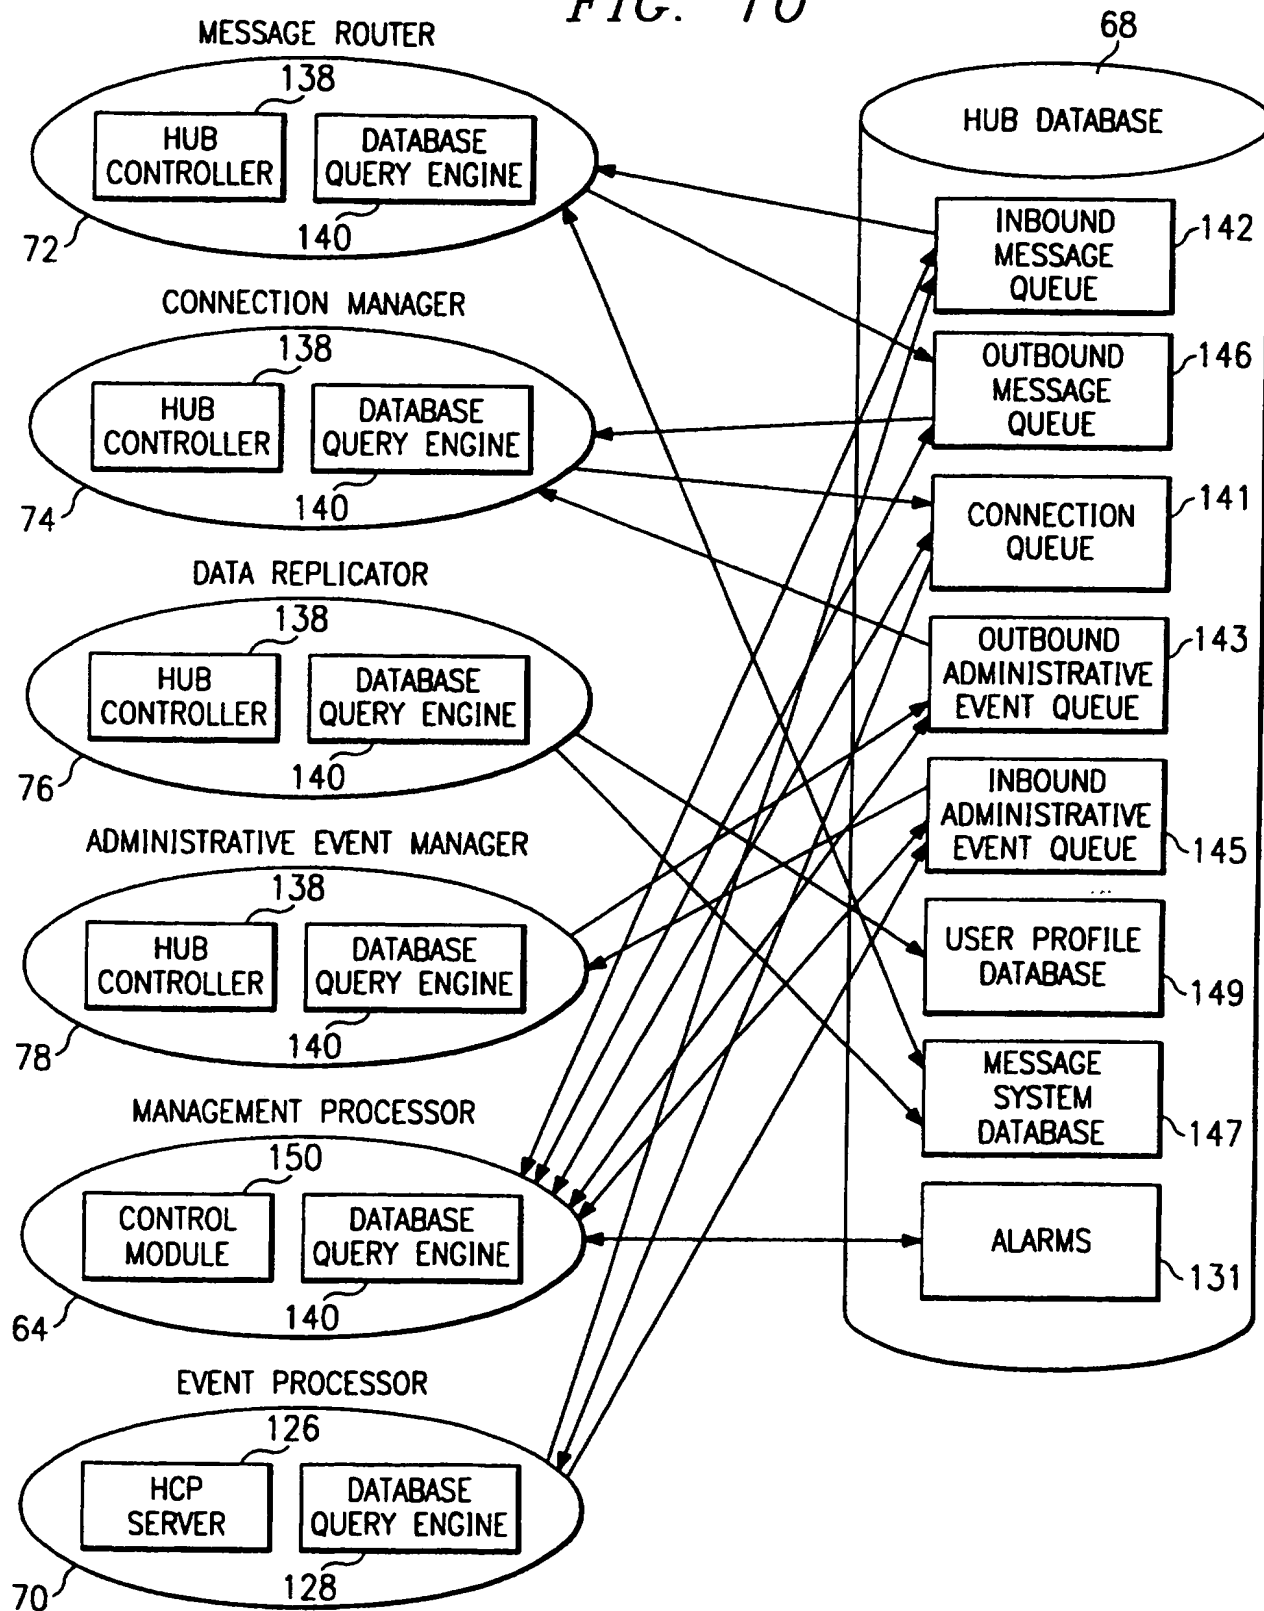 FIG. 10
MESSAGE ROUTER
138
HUB
CONTROLLER
DATABASE
QUERY ENGINE
140
72
CONNECTION MANAGER
138
HUB
CONTROLLER
DATABASE
QUERY ENGINE
140
74
DATA REPLICATOR
138
HUB
CONTROLLER
DATABASE
QUERY ENGINE
140
76
ADMINISTRATIVE EVENT MANAGER
138
HUB
CONTROLLER
DATABASE
QUERY ENGINE
140
78
MANAGEMENT PROCESSOR
150
CONTROL
MODULE
DATABASE
QUERY ENGINE
140
64
EVENT PROCESSOR
126
HCP
SERVER
DATABASE
QUERY ENGINE
128
70
68
HUB DATABASE
INBOUND
MESSAGE
QUEUE
142
OUTBOUND
MESSAGE
QUEUE
146
CONNECTION
QUEUE
141
OUTBOUND
ADMINISTRATIVE
EVENT QUEUE
143
INBOUND
ADMINISTRATIVE
EVENT QUEUE
145
USER PROFILE
DATABASE
149
MESSAGE
SYSTEM
DATABASE
147
ALARMS
131